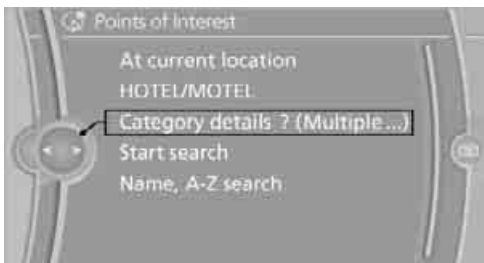 Points of Interest
At current location
HOTEL/MOTEL
Category details ? (Multiple...)
Start search
Name, A-Z search